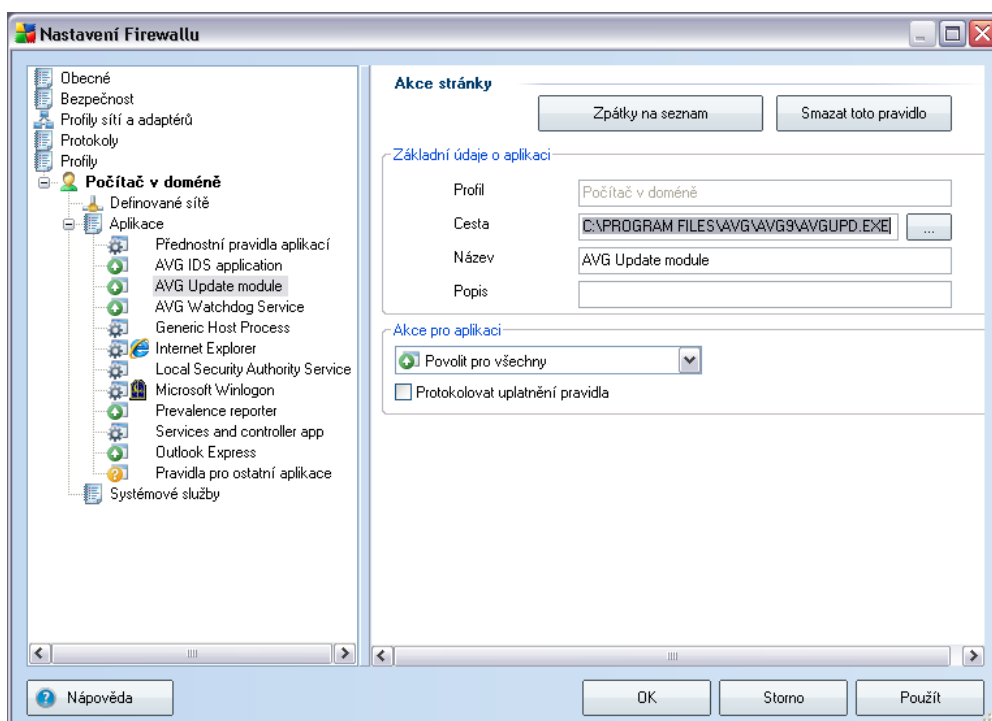 Nastavení Firewallu
Obecné
Bezpečnost
Profily sítí a adaptérů
Protokoly
Profily
Počítač v doméně
Definované sítě
Aplikace
Přednostní pravidla aplikací
AVG IDS application
AVG Update module
AVG Watchdog Service
Generic Host Process
Internet Explorer
Local Security Authority Service
Microsoft Winlogon
Prevalence reporter
Services and controller app
Outlook Express
Pravidla pro ostatní aplikace
Systémové služby
Akce stránky
Zpátky na seznam
Smazat toto pravidlo
Základní údaje o aplikaci
Profil
Počítač v doméně
Cesta
C:\PROGRAM FILES\AVG\AVG9\AVGUPD.EXE
...
Název
AVG Update module
Popis
Akce pro aplikaci
Povolit pro všechny
Protokolovat uplatnění pravidla
Nápověda
OK
Storno
Použít